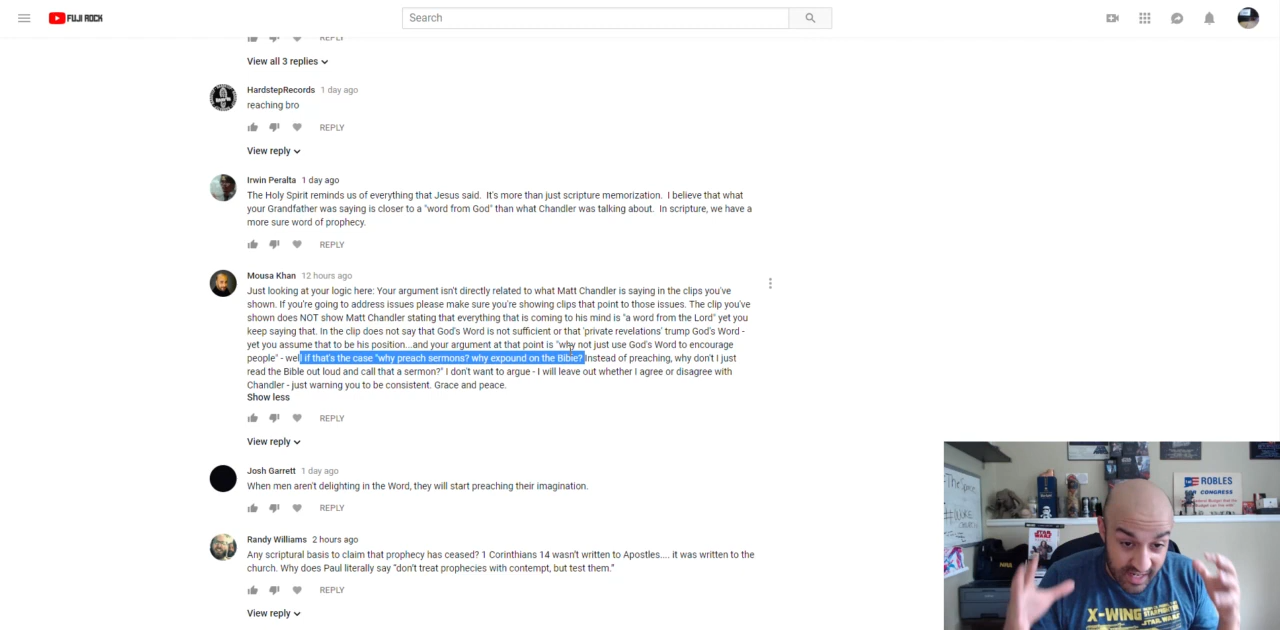 FUJI ROCK
Search
REPLY
View all 3 replies
HardstepRecords 1 day ago
reaching bro
REPLY
View reply
Irwin Peralta 1 day ago
The Holy Spirit reminds us of everything that Jesus said. It's more than just scripture memorization. I believe that what
your Grandfather was saying is closer to a "word from God" than what Chandler was talking about. In scripture, we have a
more sure word of prophecy.
REPLY
Mousa Khan 12 hours ago
Just looking at your logic here: Your argument isn't directly related to what Matt Chandler is saying in the clips you've
shown. If you're going to address issues please make sure you're showing clips that point to those issues. The clip you've
shown does NOT show Matt Chandler stating that everything that is coming to his mind is "a word from the Lord" yet you
keep saying that. In the clip does not say that God's Word is not sufficient or that 'private revelations' trump God's Word -
yet you assume that to be his position...and your argument at that point is "why not just use God's Word to encourage
people" - well if that's the case "why preach sermons? why expound on the Bible? Instead of preaching, why don't I just
read the Bible out loud and call that a sermon?" I don't want to argue - I will leave out whether I agree or disagree with
Chandler - just warning you to be consistent. Grace and peace.
Show less
REPLY
View reply
Josh Garrett 1 day ago
When men aren't delighting in the Word, they will start preaching their imagination.
REPLY
Randy Williams 2 hours ago
Any scriptural basis to claim that prophecy has ceased? 1 Corinthians 14 wasn't written to Apostles.... it was written to the
church. Why does Paul literally say “don't treat prophecies with contempt, but test them.”
REPLY
View reply
ROBLES
FOR CONGRESS
STAR WARS
NRA
X-WING
STARFIGHTER
STAR WARS